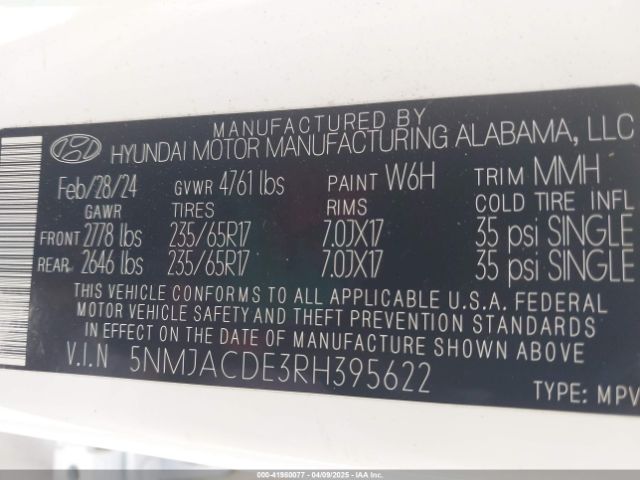 MANUFACTURED BY
HYUNDAI MOTOR MANUFACTURING ALABAMA, LLC
Feb/28/24 GVWR 4761 lbs PAINT W6H TRIM MMH
GAWR TIRES RIMS COLD TIRE INFL
FRONT 2778 lbs 235/65R17 7.0JX17 35 psi SINGLE
REAR 2646 lbs 235/65R17 7.0JX17 35 psi SINGLE
THIS VEHICLE CONFORMS TO ALL APPLICABLE U.S.A. FEDERAL
MOTOR VEHICLE SAFETY AND THEFT PREVENTION STANDARDS
IN EFFECT ON THE DATE OF MANUFACTURE SHOWN ABOVE.
V.I.N 5NMJACDE3RH395622
TYPE: MPV
000-41960077 - 04/09/2025 - IAAI.COM